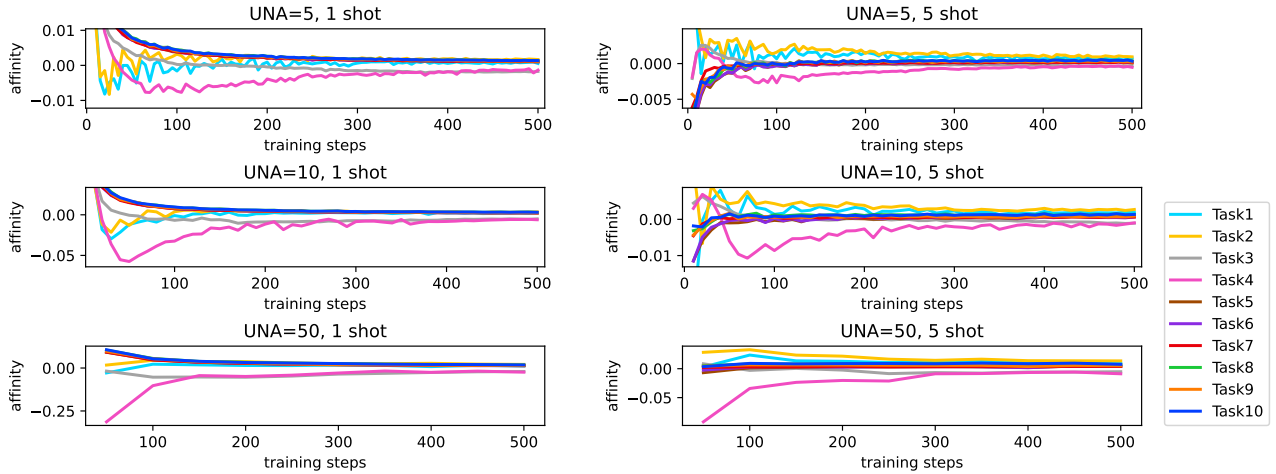 UNA=5, 1 shot
0.01
0.00
−0.01
affinity
0 100 200 300 400 500
training steps
UNA=5, 5 shot
0.000
−0.005
affinity
0 100 200 300 400 500
training steps
UNA=10, 1 shot
0.00
−0.05
affinity
100 200 300 400 500
training steps
UNA=10, 5 shot
0.00
−0.01
affinity
0 100 200 300 400 500
training steps
UNA=50, 1 shot
0.00
−0.25
affinity
100 200 300 400 500
training steps
UNA=50, 5 shot
0.00
−0.05
affinity
100 200 300 400 500
training steps
Task1
Task2
Task3
Task4
Task5
Task6
Task7
Task8
Task9
Task10